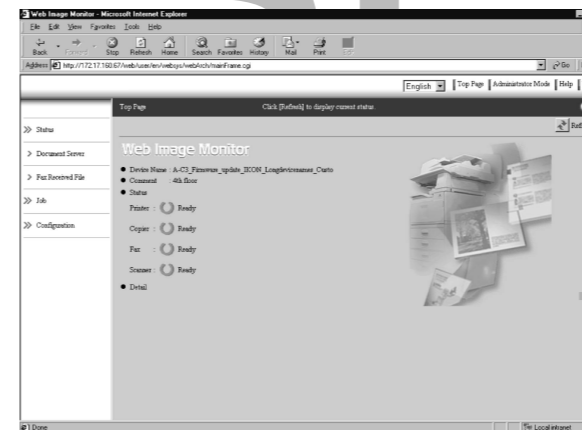 Web Image Monitor - Microsoft Internet Explorer
File Edit View Favorites Tools Help
Back Forward Stop Refresh Home Search Favorites History Mail Print Edit
Address http://172.17.160.67/web/user/en/websys/webArch/mainFrame.cgi Go
English Top Page Administrator Mode Help
Top Page Click [Refresh] to display current status.
Status
Document Server
Fax Received File
Job
Configuration
Ref
Web Image Monitor
Device Name :
Comment : 4th floor
Status
Printer : Ready
Copier : Ready
Fax : Ready
Scanner : Ready
Detail
Done Local intranet